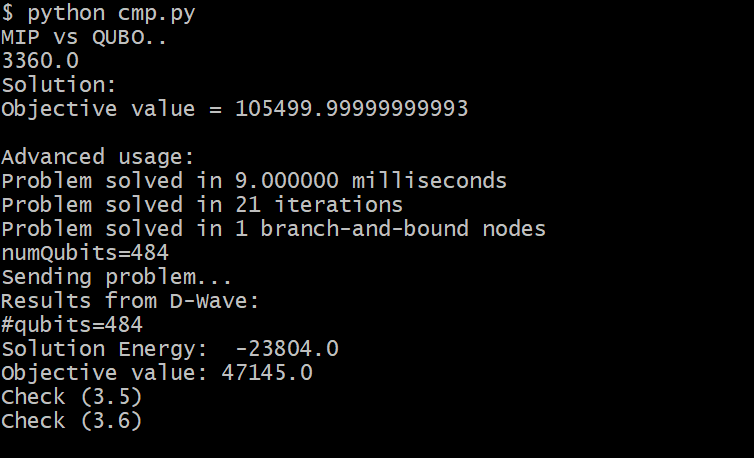 $ python cmp.py
MIP vs QUBO..
3360.0
Solution:
Objective value = 105499.99999999993
Advanced usage:
Problem solved in 9.000000 milliseconds
Problem solved in 21 iterations
Problem solved in 1 branch-and-bound nodes
numQubits=484
Sending problem...
Results from D-Wave:
#qubits=484
Solution Energy:  -23804.0
Objective value: 47145.0
Check (3.5)
Check (3.6)